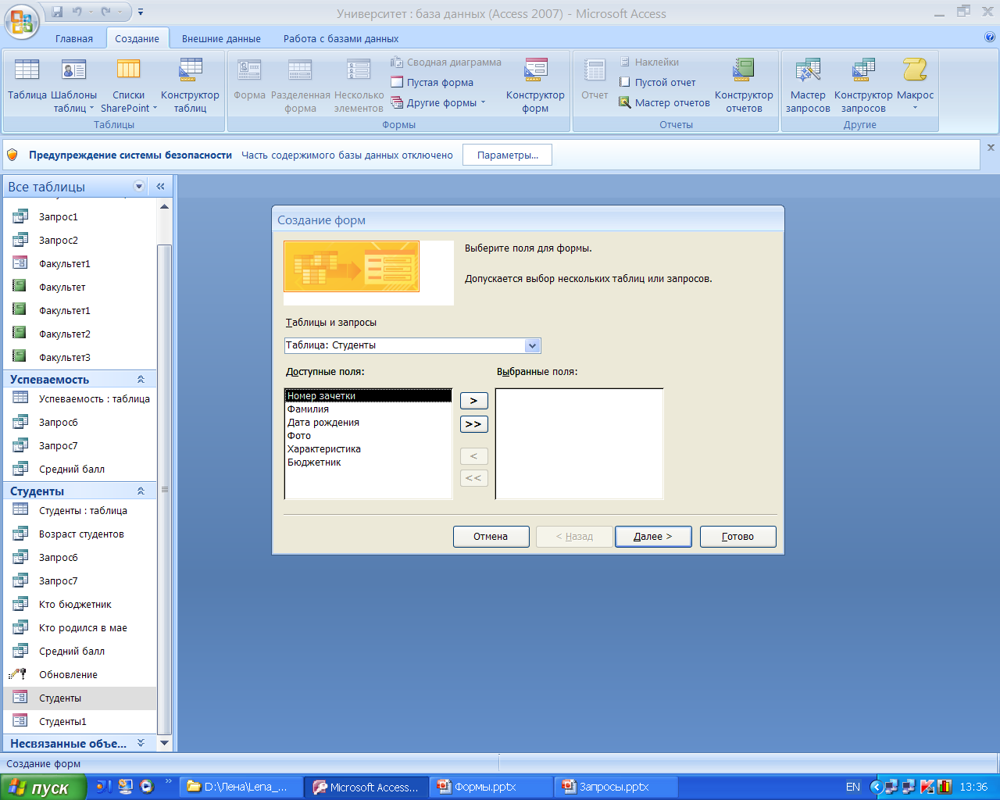 Университет : база данных (Access 2007) - Microsoft Access
Главная Создание Внешние данные Работа с базами данных
Таблица
Шаблоны таблиц
Списки SharePoint
Конструктор таблиц
Таблицы
Форма
Разделенная форма
Несколько элементов
Сводная диаграмма
Пустая форма
Другие формы
Конструктор форм
Формы
Отчет
Наклейки
Пустой отчет
Мастер отчетов
Конструктор отчетов
Отчеты
Мастер запросов
Конструктор запросов
Макрос
Другие
Предупреждение системы безопасности Часть содержимого базы данных отключено Параметры...
Все таблицы
Запрос1
Запрос2
Факультет1
Факультет
Факультет1
Факультет2
Факультет3
Успеваемость
Успеваемость : таблица
Запрос6
Запрос7
Средний балл
Студенты
Студенты : таблица
Возраст студентов
Запрос6
Запрос7
Кто бюджетник
Кто родился в мае
Средний балл
Обновление
Студенты
Студенты1
Несвязанные объе...
Создание форм
Выберите поля для формы.
Допускается выбор нескольких таблиц или запросов.
Таблицы и запросы
Таблица: Студенты
Доступные поля: Выбранные поля:
Номер зачетки
Фамилия
Дата рождения
Фото
Характеристика
Бюджетник
>
>>
<
<<
Отмена < Назад Далее > Готово
Создание форм
пуск D:\Лена\Lena_... Microsoft Access... Формы.pptx Запросы.pptx EN 13:36